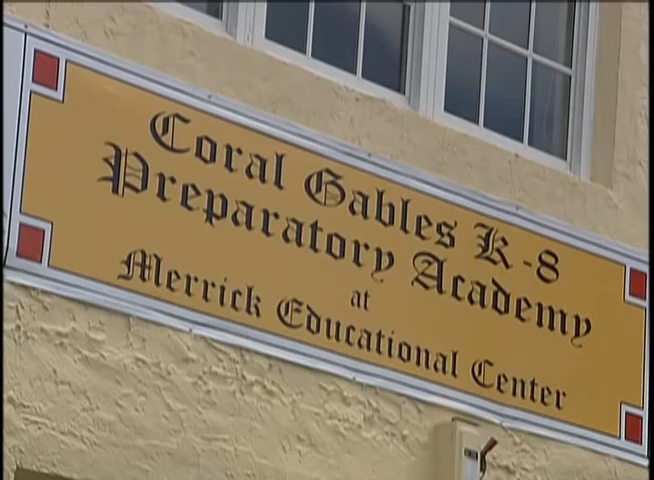 Coral Gables K-8
Preparatory Academy
at
Merrick Educational Center